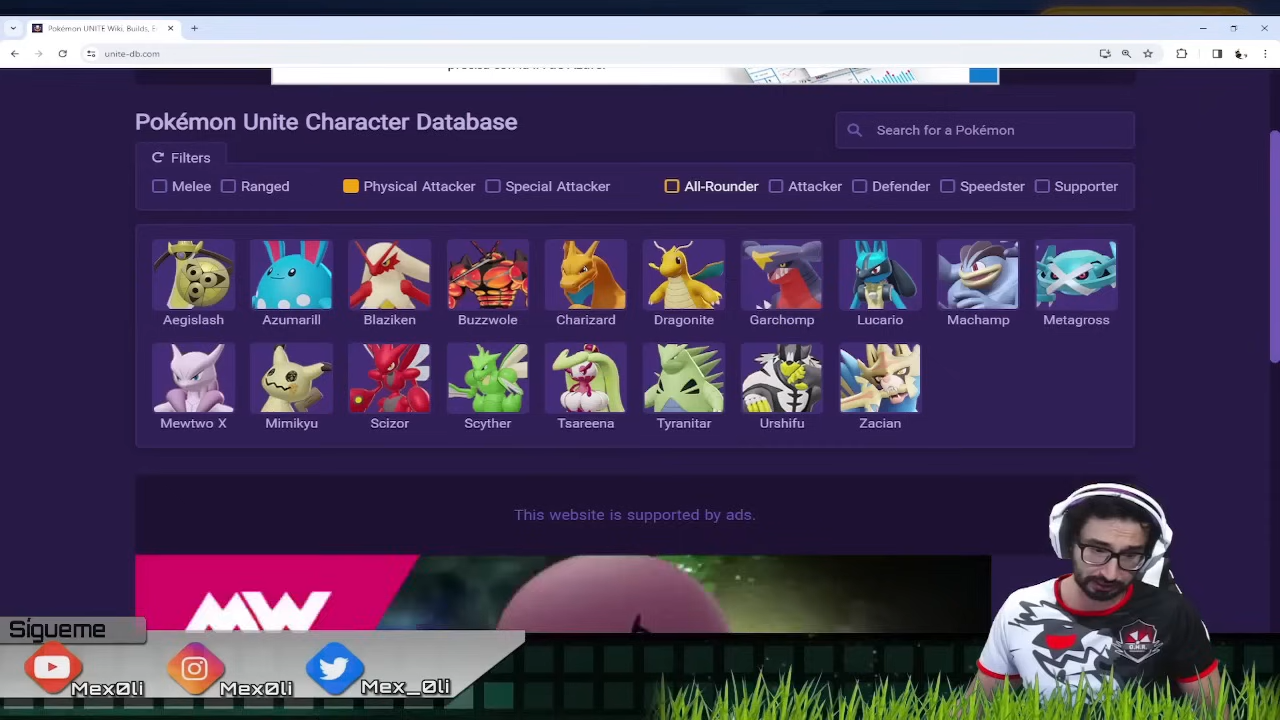 Pokémon UNITE Wiki, Builds, E
unite-db.com
Pokémon Unite Character Database
Search for a Pokémon
Filters
Melee Ranged Physical Attacker Special Attacker All-Rounder Attacker Defender Speedster Supporter
Aegislash Azumarill Blaziken Buzzwole Charizard Dragonite Garchomp Lucario Machamp Metagross
Mewtwo X Mimikyu Scizor Scyther Tsareena Tyranitar Urshifu Zacian
This website is supported by ads.
MW
Sígueme
Mex0li Mex0li Mex_0li